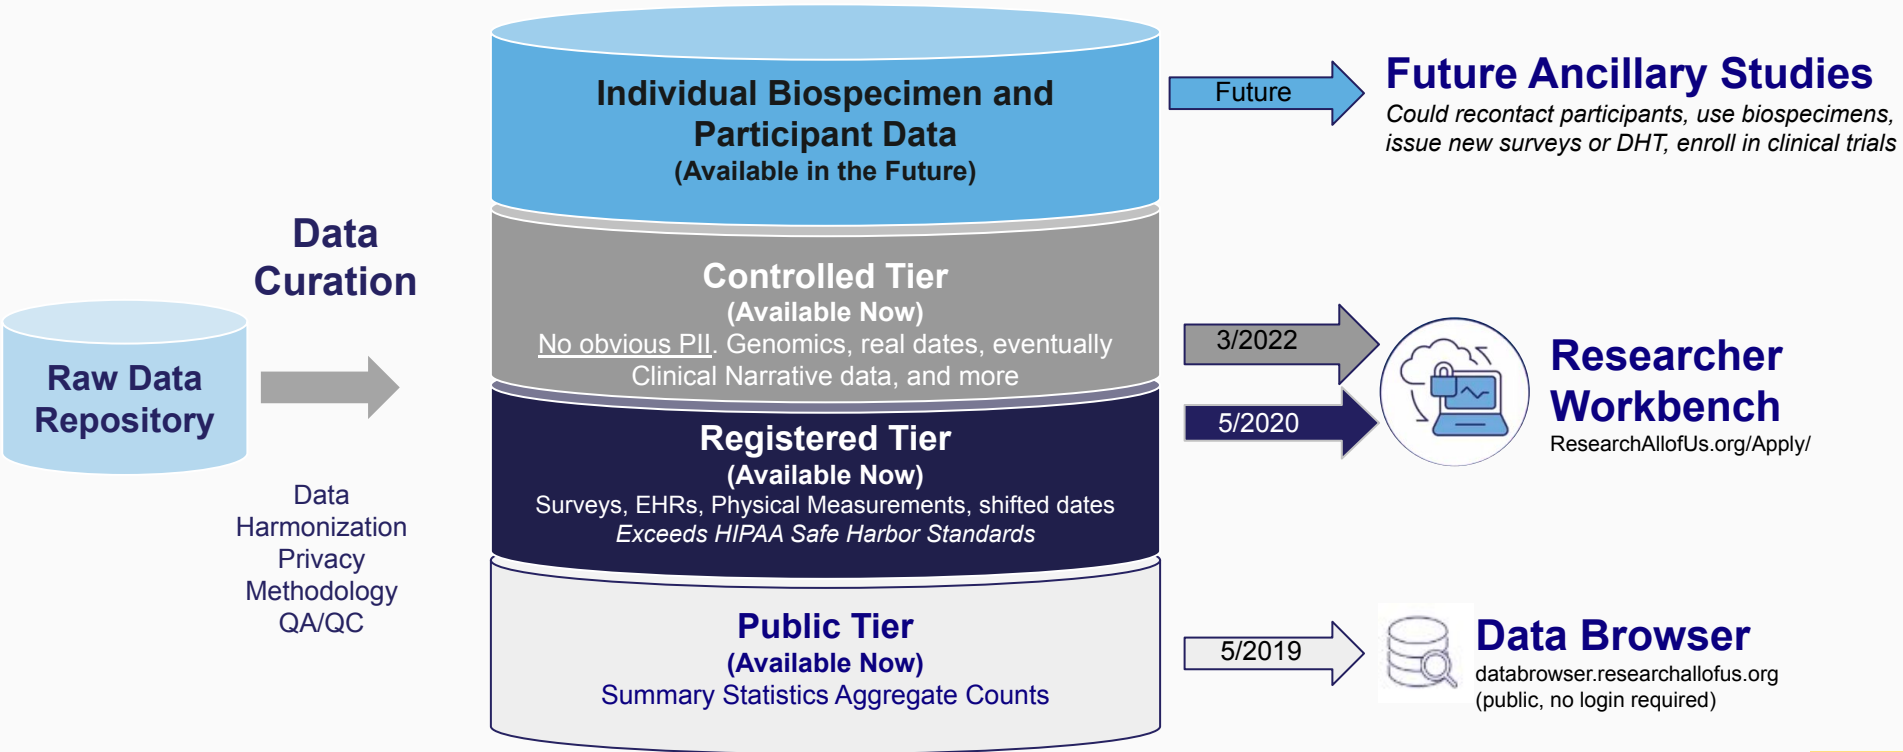 Raw Data
Repository
Data
Curation
Data
Harmonization
Privacy
Methodology
QA/QC
Individual Biospecimen and
Participant Data
(Available in the Future)
Controlled Tier
(Available Now)
No obvious PII. Genomics, real dates, eventually
Clinical Narrative data, and more
Registered Tier
(Available Now)
Surveys, EHRs, Physical Measurements, shifted dates
Exceeds HIPAA Safe Harbor Standards
Public Tier
(Available Now)
Summary Statistics Aggregate Counts
Future
Future Ancillary Studies
Could recontact participants, use biospecimens,
issue new surveys or DHT, enroll in clinical trials
3/2022
5/2020
Researcher
Workbench
ResearchAllofUs.org/Apply/
5/2019
Data Browser
databrowser.researchallofus.org
(public, no login required)